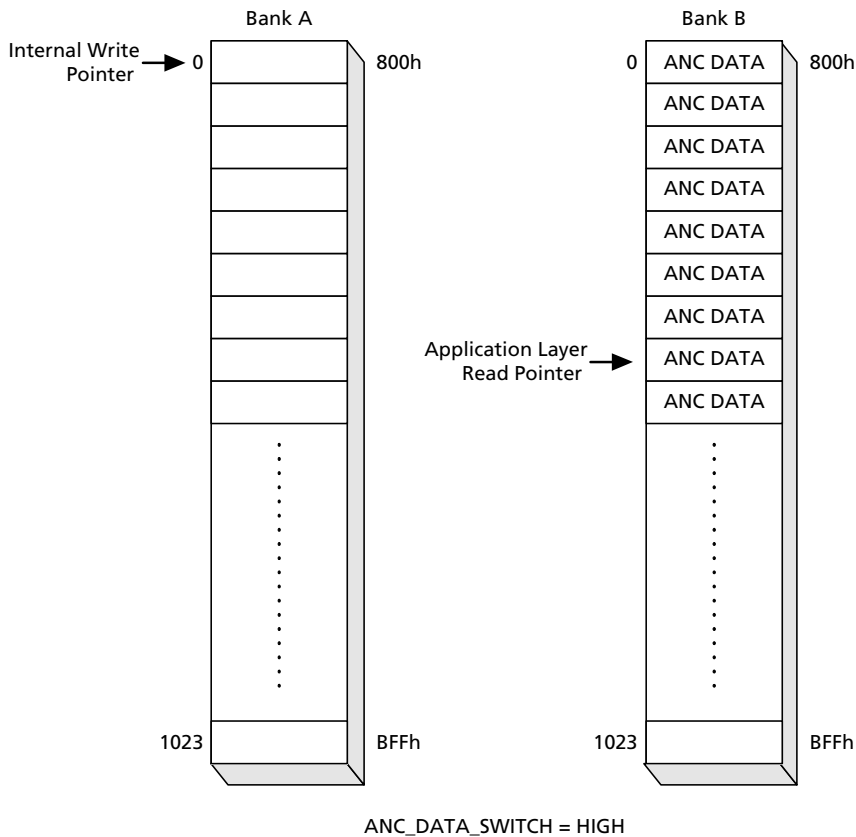 Bank A
Internal Write
Pointer
0
800h
1023
BFFh
Bank B
0
800h
ANC DATA
ANC DATA
ANC DATA
ANC DATA
ANC DATA
ANC DATA
ANC DATA
ANC DATA
ANC DATA
Application Layer
Read Pointer
1023
BFFh
ANC_DATA_SWITCH = HIGH